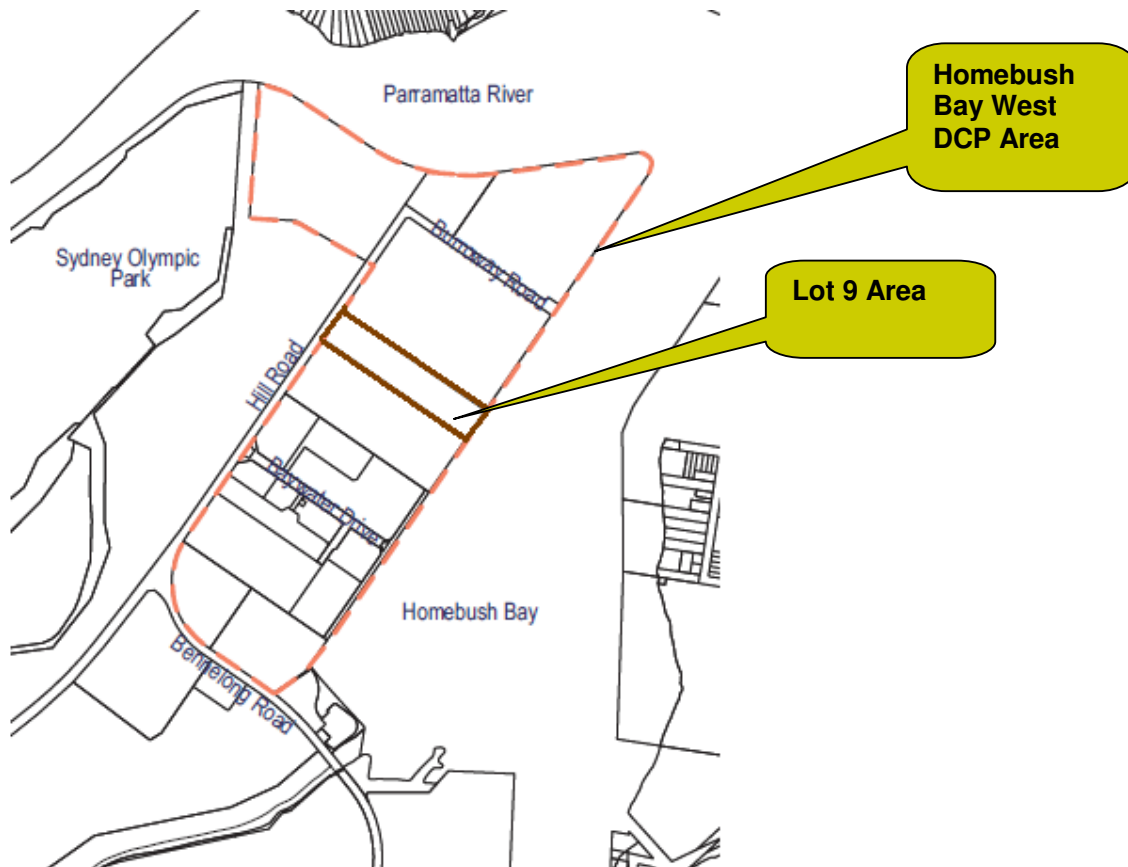 Parramatta River
Homebush
Bay West
DCP Area
Burroway Road
Sydney Olympic
Park
Lot 9 Area
Hill Road
Baywater Drive
Homebush Bay
Bennelong Road